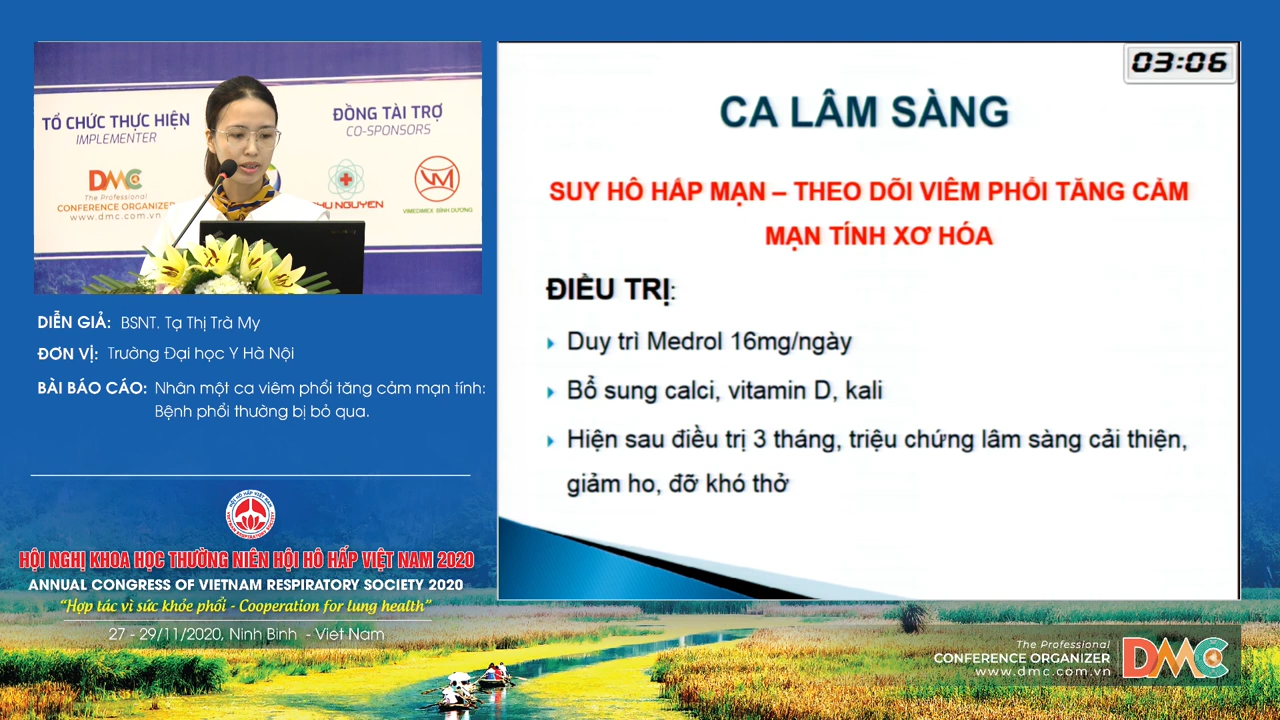 TỔ CHỨC THỰC HIỆN
IMPLEMENTER
DMC
The Professional
CONFERENCE ORGANIZER
www.dmc.com.vn
ĐỒNG TÀI TRỢ
CO-SPONSORS
PHU NGUYEN
VIMEDIMEX BÌNH DƯƠNG
DIỄN GIẢ: BSNT. Tạ Thị Trà My
ĐƠN VỊ: Trường Đại học Y Hà Nội
BÀI BÁO CÁO: Nhân một ca viêm phổi tăng cảm mạn tính:
Bệnh phổi thường bị bỏ qua.
HỘI NGHỊ KHOA HỌC THƯỜNG NIÊN HỘI HÔ HẤP VIỆT NAM 2020
ANNUAL CONGRESS OF VIETNAM RESPIRATORY SOCIETY 2020
“Hợp tác vì sức khỏe phổi - Cooperation for lung health”
27 - 29/11/2020, Ninh Binh - Viet Nam
03:06
CA LÂM SÀNG
SUY HÔ HẤP MẠN – THEO DÕI VIÊM PHỔI TĂNG CẢM
MẠN TÍNH XƠ HÓA
ĐIỀU TRỊ:
Duy trì Medrol 16mg/ngày
Bổ sung calci, vitamin D, kali
Hiện sau điều trị 3 tháng, triệu chứng lâm sàng cải thiện,
giảm ho, đỡ khó thở
The Professional
CONFERENCE ORGANIZER
www.dmc.com.vn
DMC